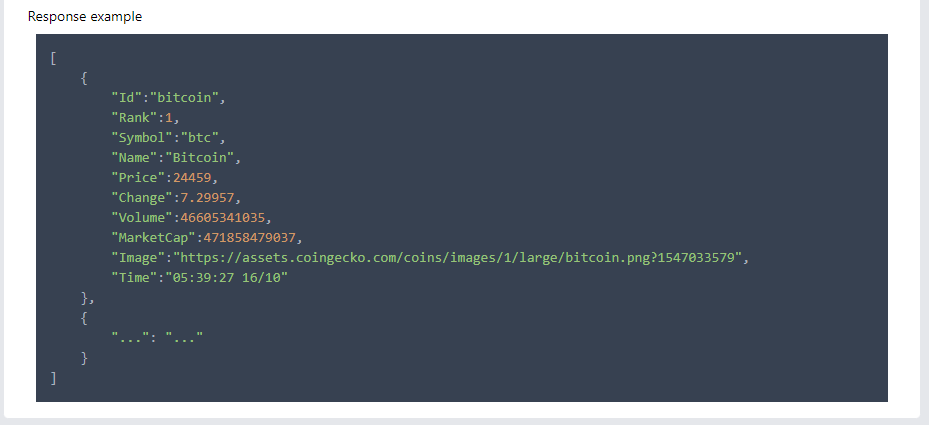 Response example
[
    {
        "Id":"bitcoin",
        "Rank":1,
        "Symbol":"btc",
        "Name":"Bitcoin",
        "Price":24459,
        "Change":7.29957,
        "Volume":46605341035,
        "MarketCap":471858479037,
        "Image":"https://assets.coingecko.com/coins/images/1/large/bitcoin.png?1547033579",
        "Time":"05:39:27 16/10"
    },
    {
        "...": "..."
    }
]